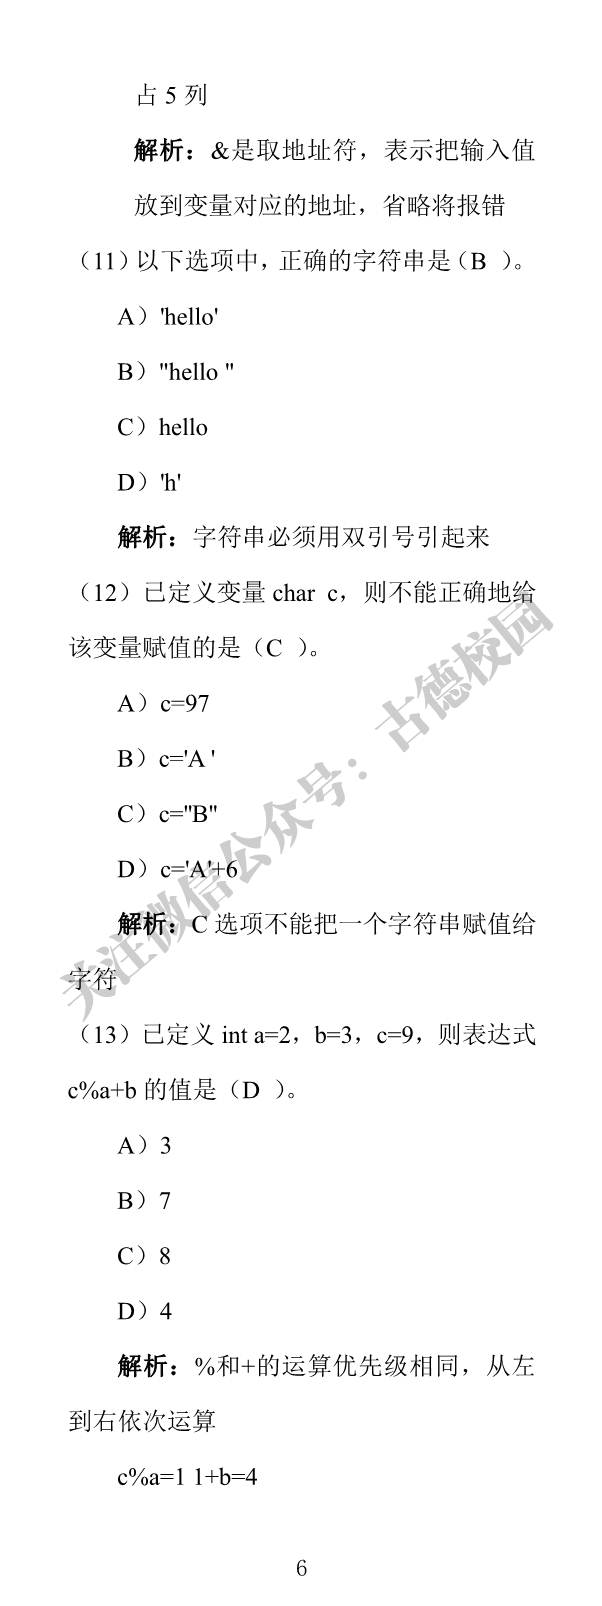 占 5 列
解析：&是取地址符，表示把输入值
放到变量对应的地址，省略将报错
（11）以下选项中，正确的字符串是（B  ）。
A）'hello'
B）"hello "
C）hello
D）'h'
解析：字符串必须用双引号引起来
（12）已定义变量 char  c，则不能正确地给
该变量赋值的是（C  ）。
A）c=97
B）c='A '
C）c="B"
D）c='A'+6
解析：C 选项不能把一个字符串赋值给
字符
（13）已定义 int a=2，b=3，c=9，则表达式
c%a+b 的值是（D  ）。
A）3
B）7
C）8
D）4
解析：%和+的运算优先级相同，从左
到右依次运算
c%a=1 1+b=4
6
关注微信公众号：古德校园